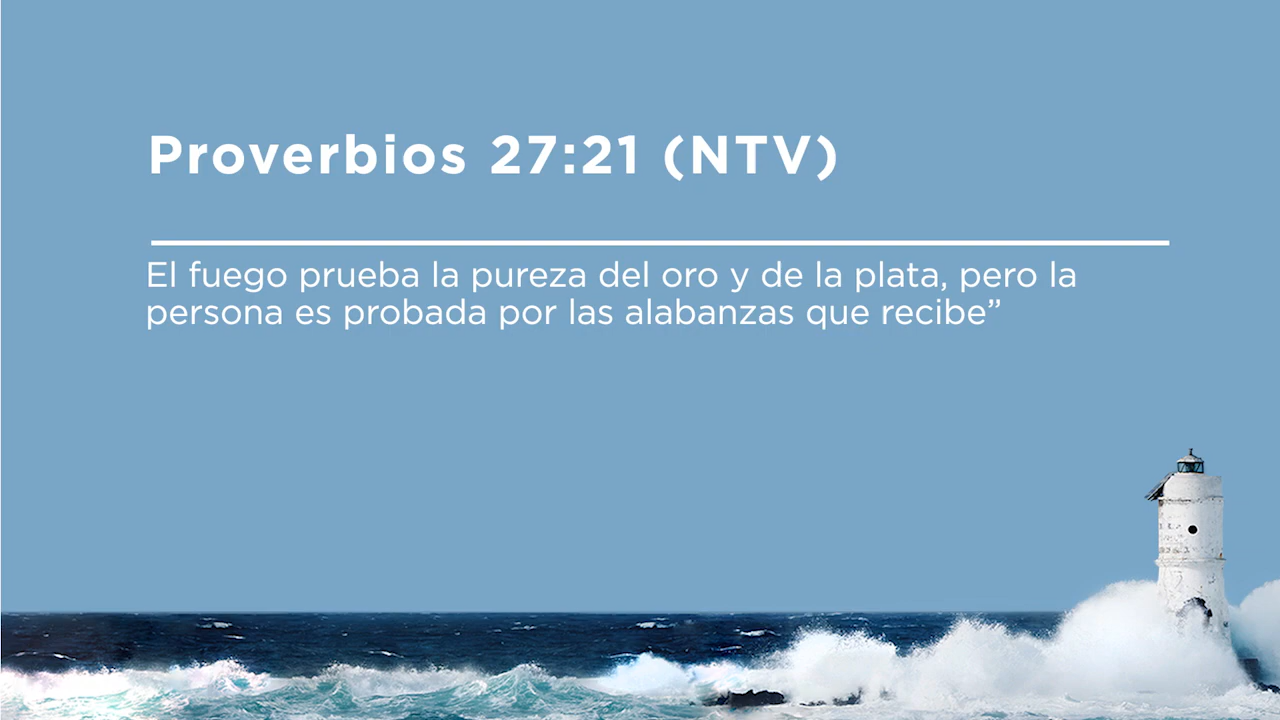 Proverbios 27:21 (NTV)
El fuego prueba la pureza del oro y de la plata, pero la
persona es probada por las alabanzas que recibe”